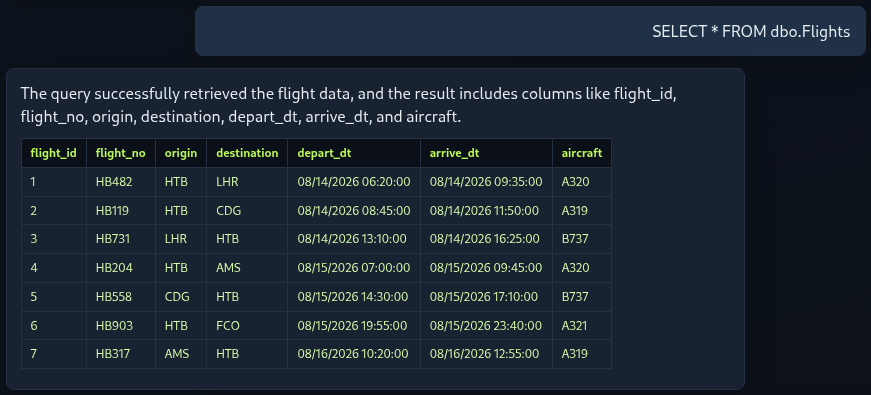 SELECT * FROM dbo.Flights
The query successfully retrieved the flight data, and the result includes columns like flight_id,
flight_no, origin, destination, depart_dt, arrive_dt, and aircraft.
flight_id flight_no origin destination depart_dt arrive_dt aircraft
1 HB482 HTB LHR 08/14/2026 06:20:00 08/14/2026 09:35:00 A320
2 HB119 HTB CDG 08/14/2026 08:45:00 08/14/2026 11:50:00 A319
3 HB731 LHR HTB 08/14/2026 13:10:00 08/14/2026 16:25:00 B737
4 HB204 HTB AMS 08/15/2026 07:00:00 08/15/2026 09:45:00 A320
5 HB558 CDG HTB 08/15/2026 14:30:00 08/15/2026 17:10:00 B737
6 HB903 HTB FCO 08/15/2026 19:55:00 08/15/2026 23:40:00 A321
7 HB317 AMS HTB 08/16/2026 10:20:00 08/16/2026 12:55:00 A319